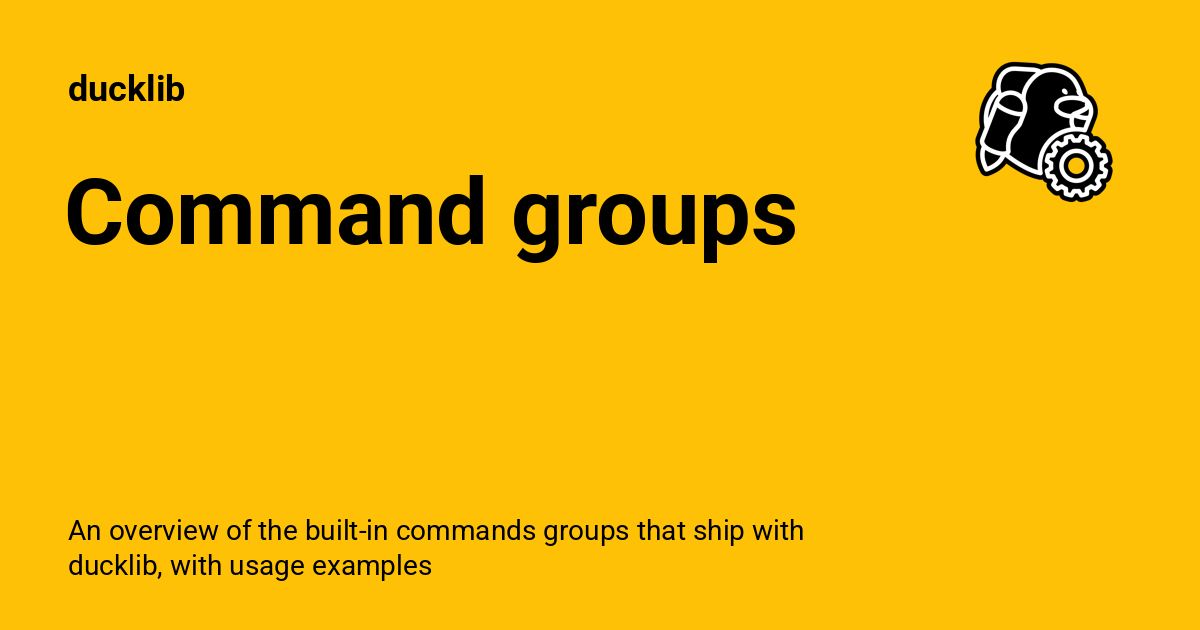 ducklib
Command groups
An overview of the built-in commands groups that ship with
ducklib, with usage examples